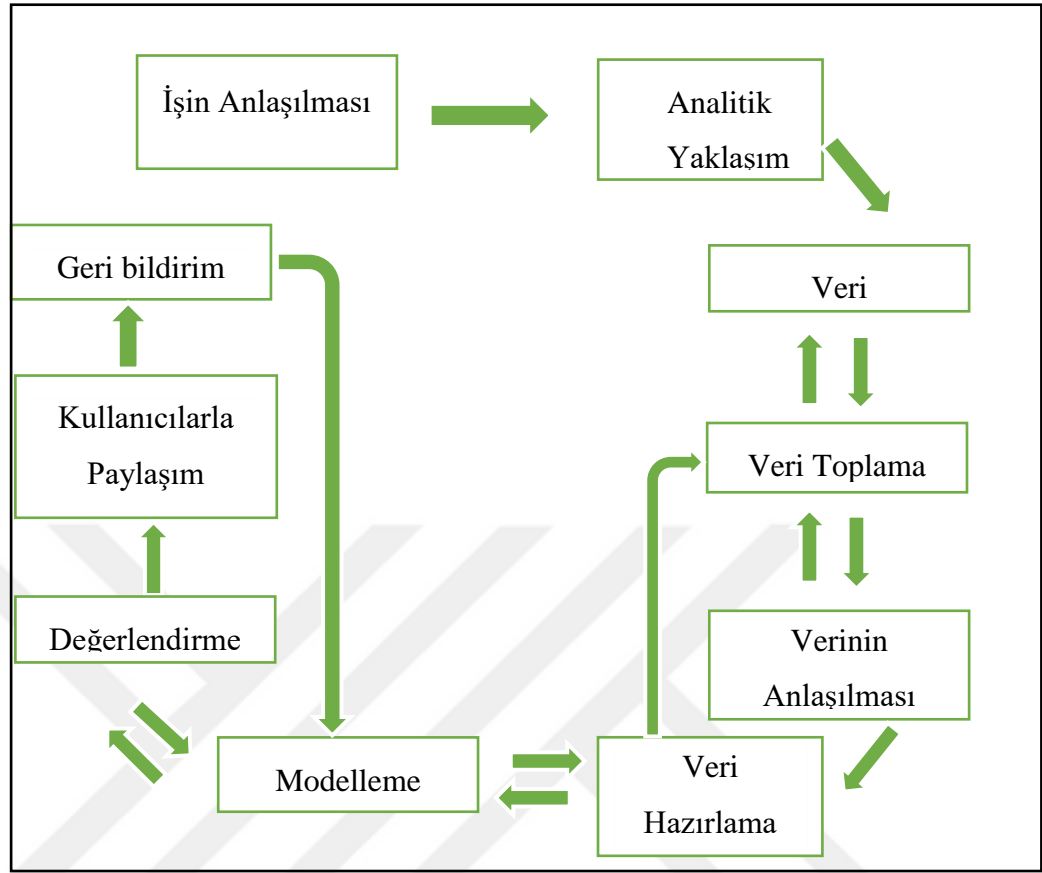 İşin Anlaşılması
Analitik
Yaklaşım
Veri
Veri Toplama
Verinin
Anlaşılması
Veri
Hazırlama
Modelleme
Değerlendirme
Kullanıcılarla
Paylaşım
Geri bildirim